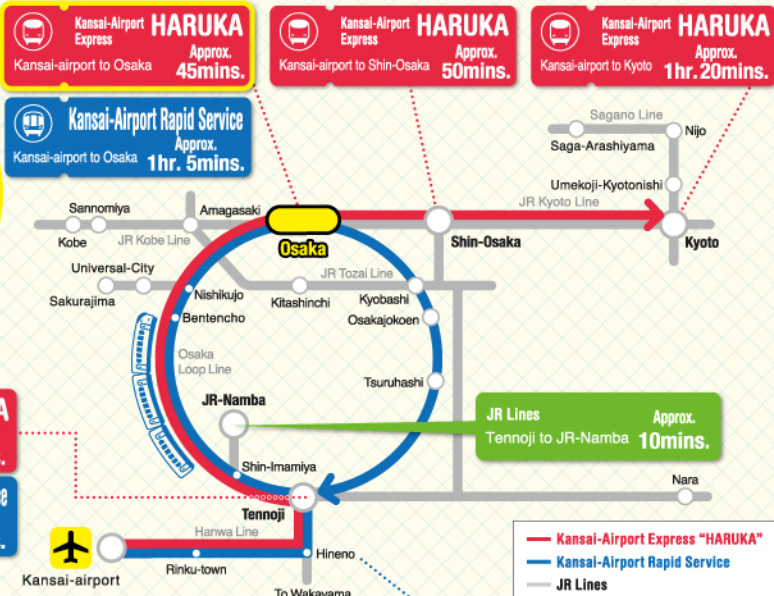 Kansai-Airport
Express
HARUKA
Approx.
Kansai-airport to Osaka
45mins.
Kansai-Airport
Express
HARUKA
Approx.
Kansai-airport to Shin-Osaka
50mins.
Kansai-Airport
Express
HARUKA
Approx.
Kansai-airport to Kyoto
1hr. 20mins.
Kansai-Airport Rapid Service
Approx.
Kansai-airport to Osaka
1hr. 5mins.
Sagano Line
Nijo
Saga-Arashiyama
Umekoji-Kyotonishi
JR Kyoto Line
Kyoto
Sannomiya
Amagasaki
Kobe
JR Kobe Line
Osaka
Shin-Osaka
Universal-City
JR Tozai Line
Sakurajima
Nishikujo
Kitashinchi
Kyobashi
Bentencho
Osakajokoen
Osaka
Loop Line
Tsuruhashi
JR-Namba
JR Lines
Approx.
Tennoji to JR-Namba
10mins.
A
s.
ce
s.
Shin-Imamiya
Nara
Tennoji
Hanwa Line
Kansai-airport
Rinku-town
Hineno
To Wakayama
Kansai-Airport Express “HARUKA”
Kansai-Airport Rapid Service
JR Lines